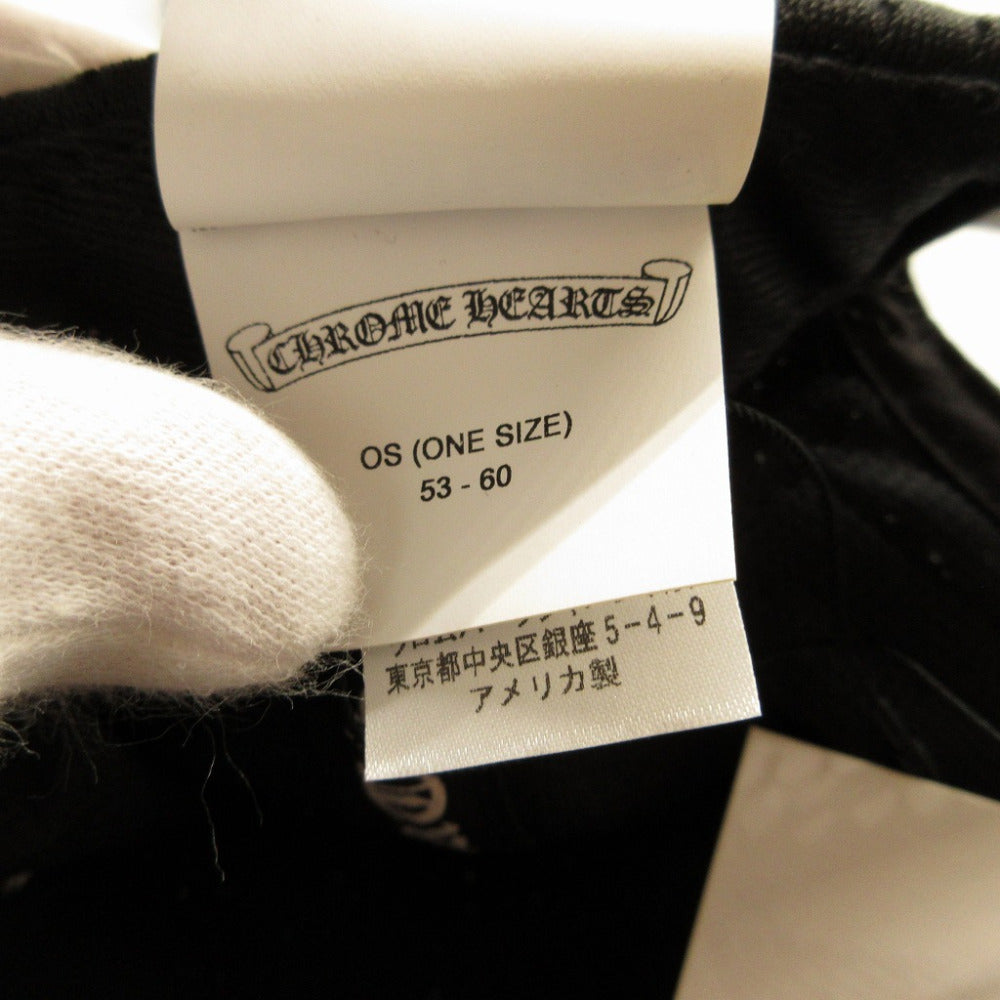 CHROME HEARTS
OS (ONE SIZE)
53 - 60
東京都中央区銀座5-4-9
アメリカ製